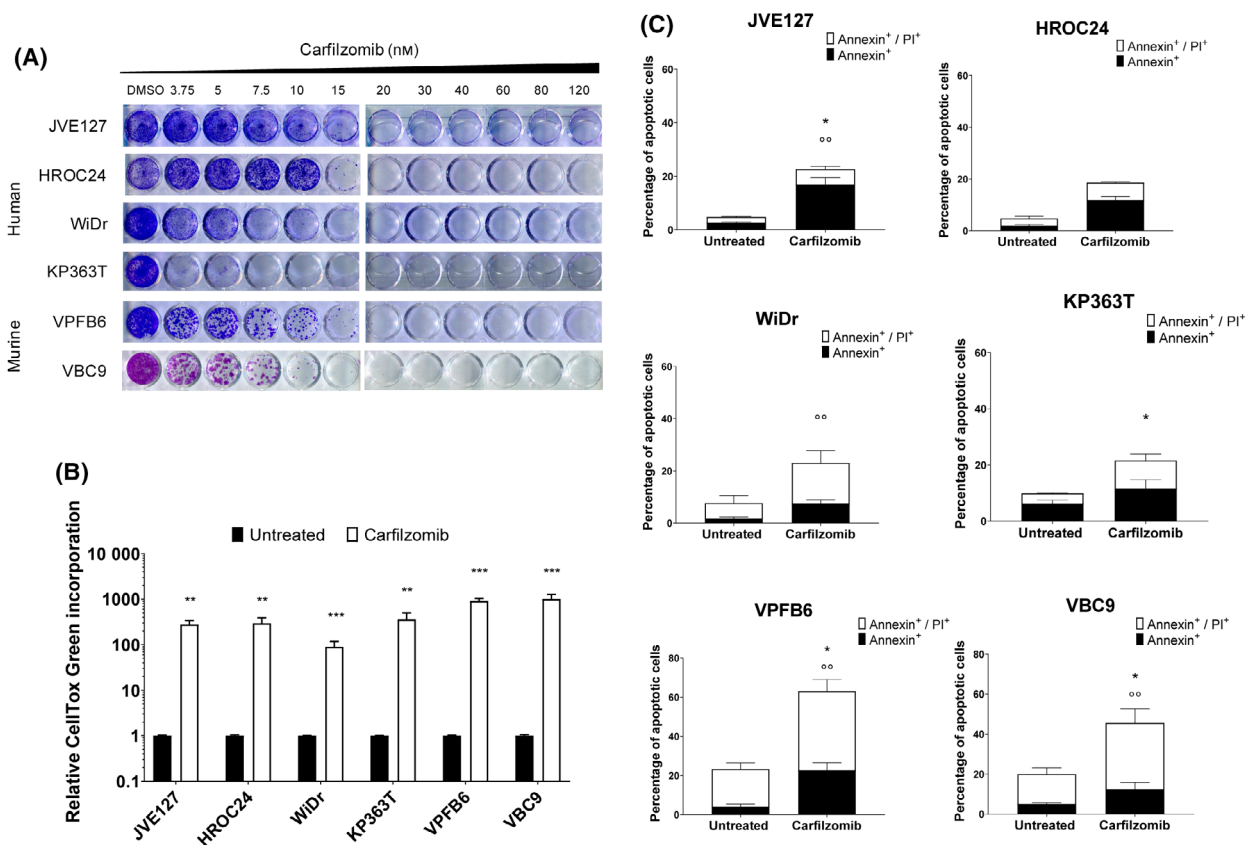 (A)
Carfilzomib (nM)
DMSO 3.75 5 7.5 10 15 20 30 40 60 80 120
Human
JVE127
HROC24
WiDr
KP363T
Murine
VPFB6
VBC9
(B)
Untreated Carfilzomib
Relative CellTox Green incorporation
10 000
1000
100
10
1
0.1
** ** *** ** *** ***
JVE127 HROC24 WiDr KP363T VPFB6 VBC9
(C)
JVE127
Annexin+ / PI+
Annexin+
Percentage of apoptotic cells
60
40
20
0
*
°°
Untreated Carfilzomib
HROC24
Annexin+ / PI+
Annexin+
Percentage of apoptotic cells
60
40
20
0
Untreated Carfilzomib
WiDr
Annexin+ / PI+
Annexin+
Percentage of apoptotic cells
60
40
20
0
°°
Untreated Carfilzomib
KP363T
Annexin+ / PI+
Annexin+
Percentage of apoptotic cells
60
40
20
0
*
Untreated Carfilzomib
VPFB6
Annexin+ / PI+
Annexin+
Percentage of apoptotic cells
80
60
40
20
0
*
°°
Untreated Carfilzomib
VBC9
Annexin+ / PI+
Annexin+
Percentage of apoptotic cells
80
60
40
20
0
*
°°
Untreated Carfilzomib